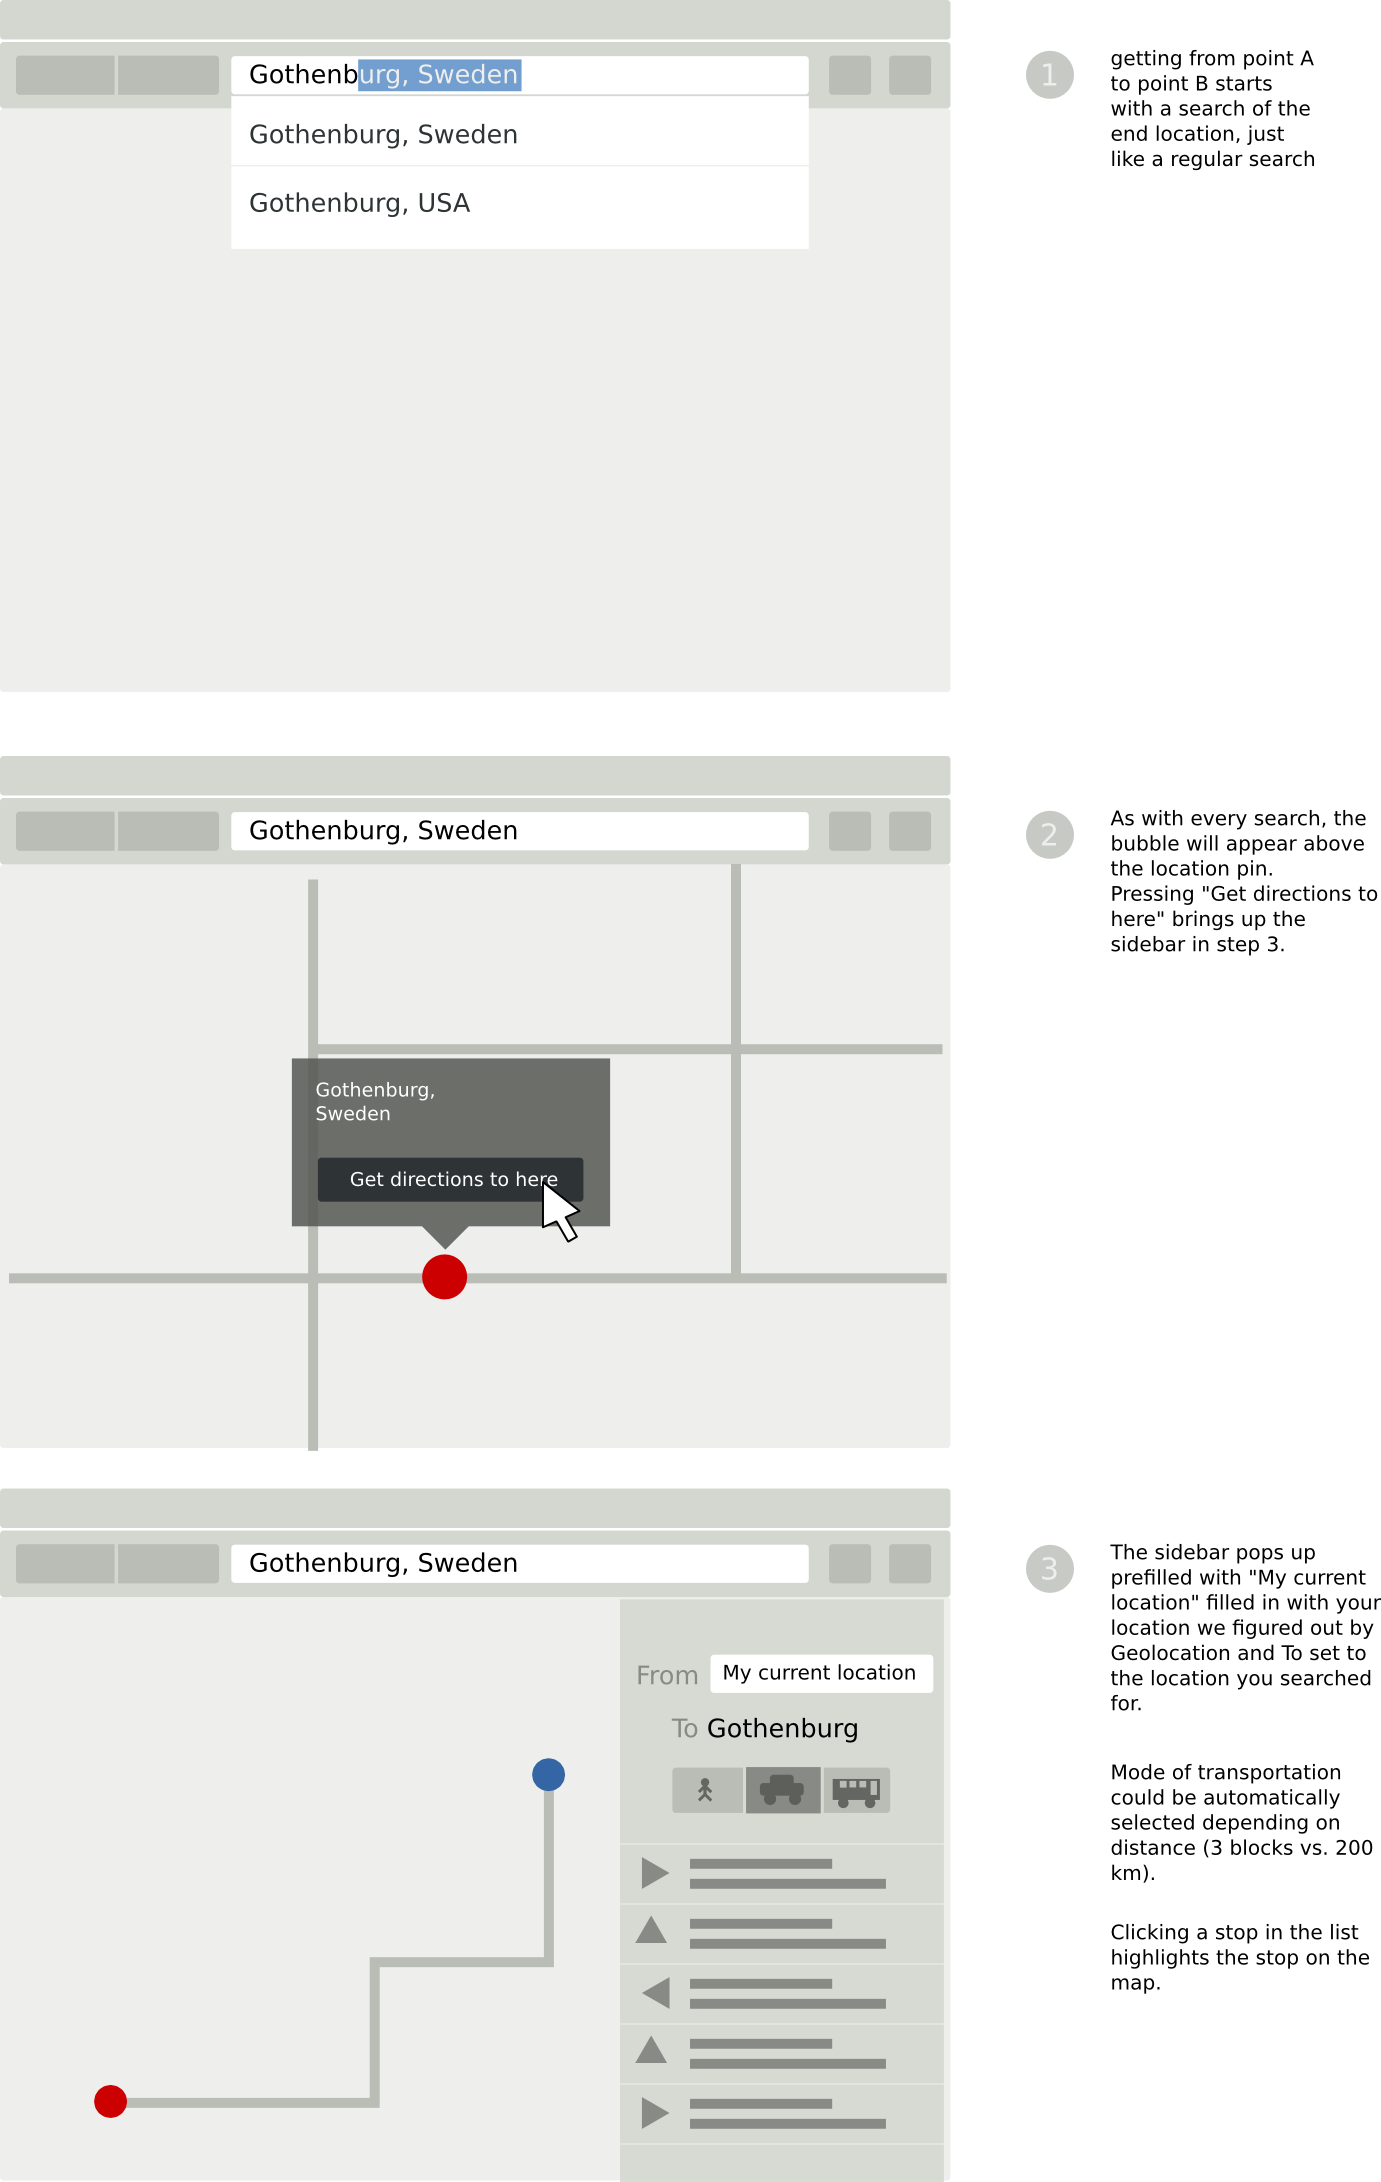 Gothenburg, Sweden
Gothenburg, Sweden
Gothenburg, USA
1
getting from point A
to point B starts
with a search of the
end location, just
like a regular search
Gothenburg, Sweden
Gothenburg,
Sweden
Get directions to here
2
As with every search, the
bubble will appear above
the location pin.
Pressing "Get directions to
here" brings up the
sidebar in step 3.
Gothenburg, Sweden
From My current location
To Gothenburg
3
The sidebar pops up
prefilled with "My current
location" filled in with your
location we figured out by
Geolocation and To set to
the location you searched
for.
Mode of transportation
could be automatically
selected depending on
distance (3 blocks vs. 200
km).
Clicking a stop in the list
highlights the stop on the
map.